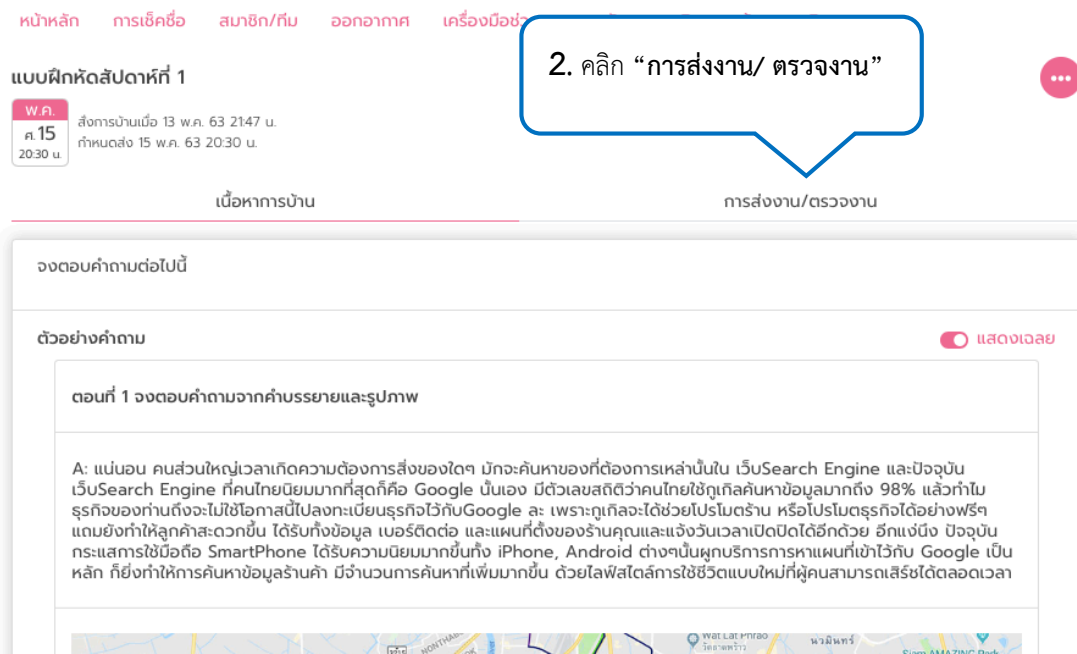 หน้าหลัก การเช็คชื่อ สมาชิก/ทีม ออกอากาศ เครื่องมือช่ว
2. คลิก “การส่งงาน/ ตรวจงาน”
แบบฝึกหัดสัปดาห์ที่ 1
พ.ค.
ศ.15
20:30 น.
สั่งการบ้านเมื่อ 13 พ.ค. 63 21:47 น.
กำหนดส่ง 15 พ.ค. 63 20:30 น.
เนื้อหาการบ้าน การส่งงาน/ตรวจงาน
จงตอบคำถามต่อไปนี้
ตัวอย่างคำถาม แสดงเฉลย
ตอนที่ 1 จงตอบคำถามจากคำบรรยายและรูปภาพ
A: แน่นอน คนส่วนใหญ่เวลาเกิดความต้องการสิ่งของใดๆ มักจะค้นหาของที่ต้องการเหล่านั้นใน เว็บSearch Engine และปัจจุบัน
เว็บSearch Engine ที่คนไทยนิยมมากที่สุดก็คือ Google นั้นเอง มีตัวเลขสถิติว่าคนไทยใช้กูเกิลค้นหาข้อมูลมากถึง 98% แล้วทำไม
ธุรกิจของท่านถึงจะไม่ใช้โอกาสนี้ไปลงทะเบียนธุรกิจไว้กับGoogle ละ เพราะกูเกิลจะได้ช่วยโปรโมตร้าน หรือโปรโมตธุรกิจได้อย่างฟรีๆ
แถมยังทำให้ลูกค้าสะดวกขึ้น ได้รับทั้งข้อมูล เบอร์ติดต่อ และแผนที่ตั้งของร้านคุณและแจ้งวันเวลาเปิดปิดได้อีกด้วย อีกแง่นึง ปัจจุบัน
กระแสการใช้มือถือ SmartPhone ได้รับความนิยมมากขึ้นทั้ง iPhone, Android ต่างๆนั้นผูกบริการการหาแผนที่เข้าไว้กับ Google เป็น
หลัก ก็ยิ่งทำให้การค้นหาข้อมูลร้านค้า มีจำนวนการค้นหาที่เพิ่มมากขึ้น ด้วยไลฟ์สไตล์การใช้ชีวิตแบบใหม่ที่ผู้คนสามารถเสิร์ชได้ตลอดเวลา
Wat Lat Phrao
วัดลาดพร้าว
นวมินทร์
Siam AMAZING Park